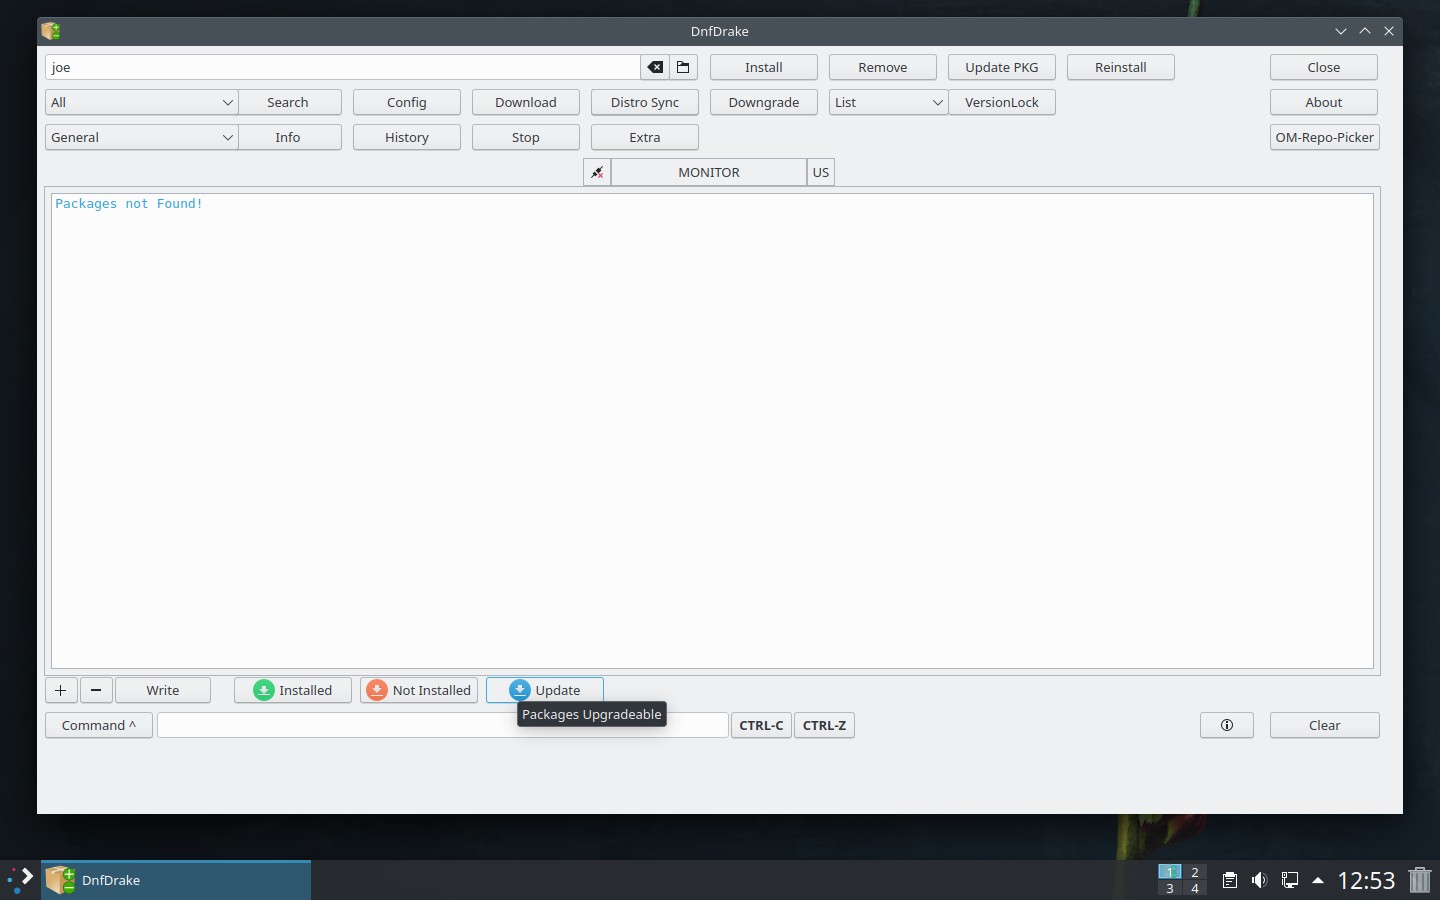 DnfDrake
joe
Install
Remove
Update PKG
Reinstall
Close
All
Search
Config
Download
Distro Sync
Downgrade
List
VersionLock
About
General
Info
History
Stop
Extra
OM-Repo-Picker
MONITOR
US
Packages not Found!
+
−
Write
Installed
Not Installed
Update
Packages Upgradeable
Command ^
CTRL-C
CTRL-Z
Clear
DnfDrake
1 2
3 4
12:53